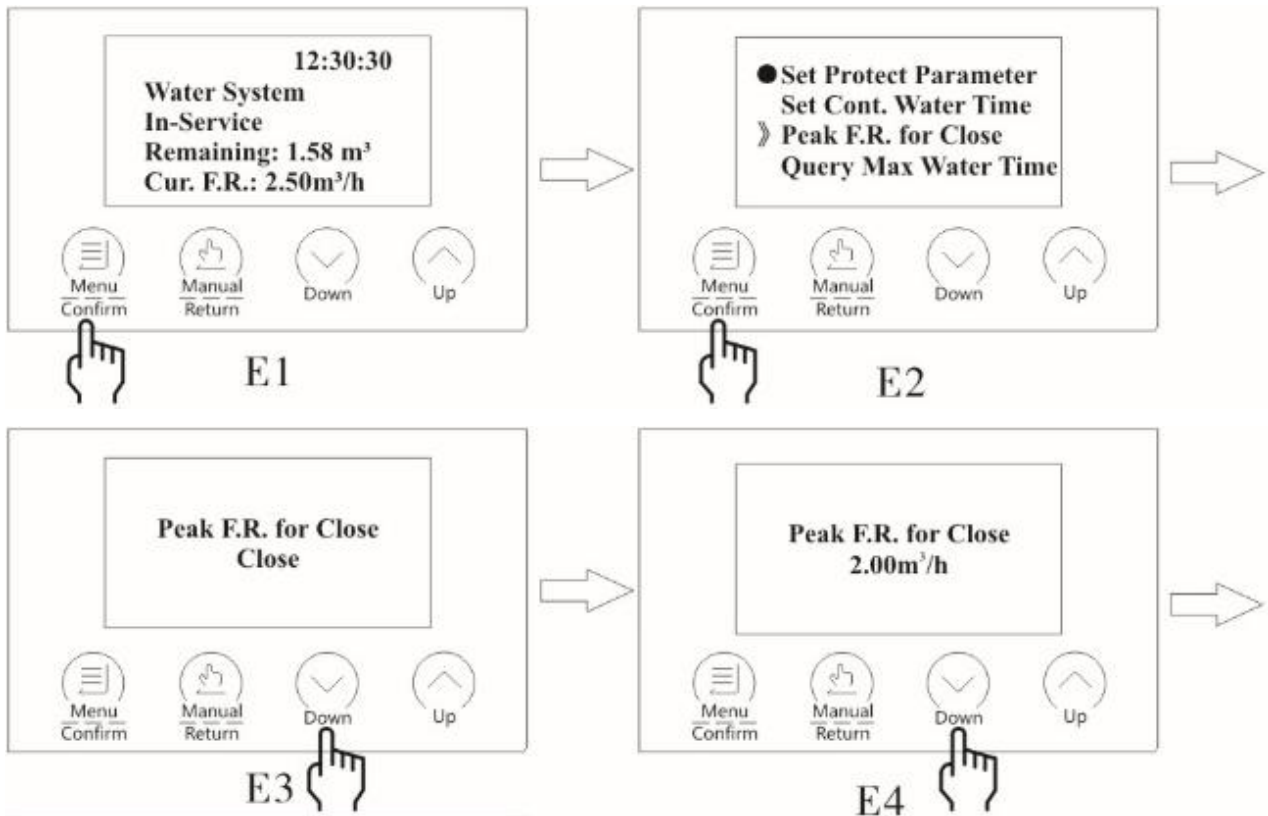 12:30:30
Water System
In-Service
Remaining: 1.58 m³
Cur. F.R.: 2.50m³/h
Menu
Confirm
Manual
Return
Down
Up
E1
Set Protect Parameter
Set Cont. Water Time
》Peak F.R. for Close
Query Max Water Time
Menu
Confirm
Manual
Return
Down
Up
E2
Peak F.R. for Close
Close
Menu
Confirm
Manual
Return
Down
Up
E3
Peak F.R. for Close
2.00m³/h
Menu
Confirm
Manual
Return
Down
Up
E4